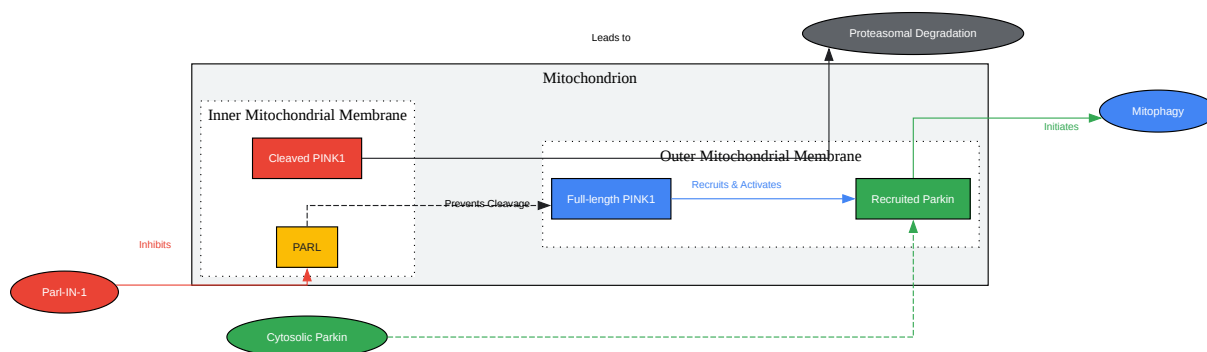 Proteasomal Degradation
Leads to
Mitochondrion
Mitophagy
Inner Mitochondrial Membrane
Initiates
Cleaved PINK1
Outer Mitochondrial Membrane
Full-length PINK1
Recruits & Activates
Recruited Parkin
Prevents Cleavage
PARL
Inhibits
Parl-IN-1
Cytosolic Parkin